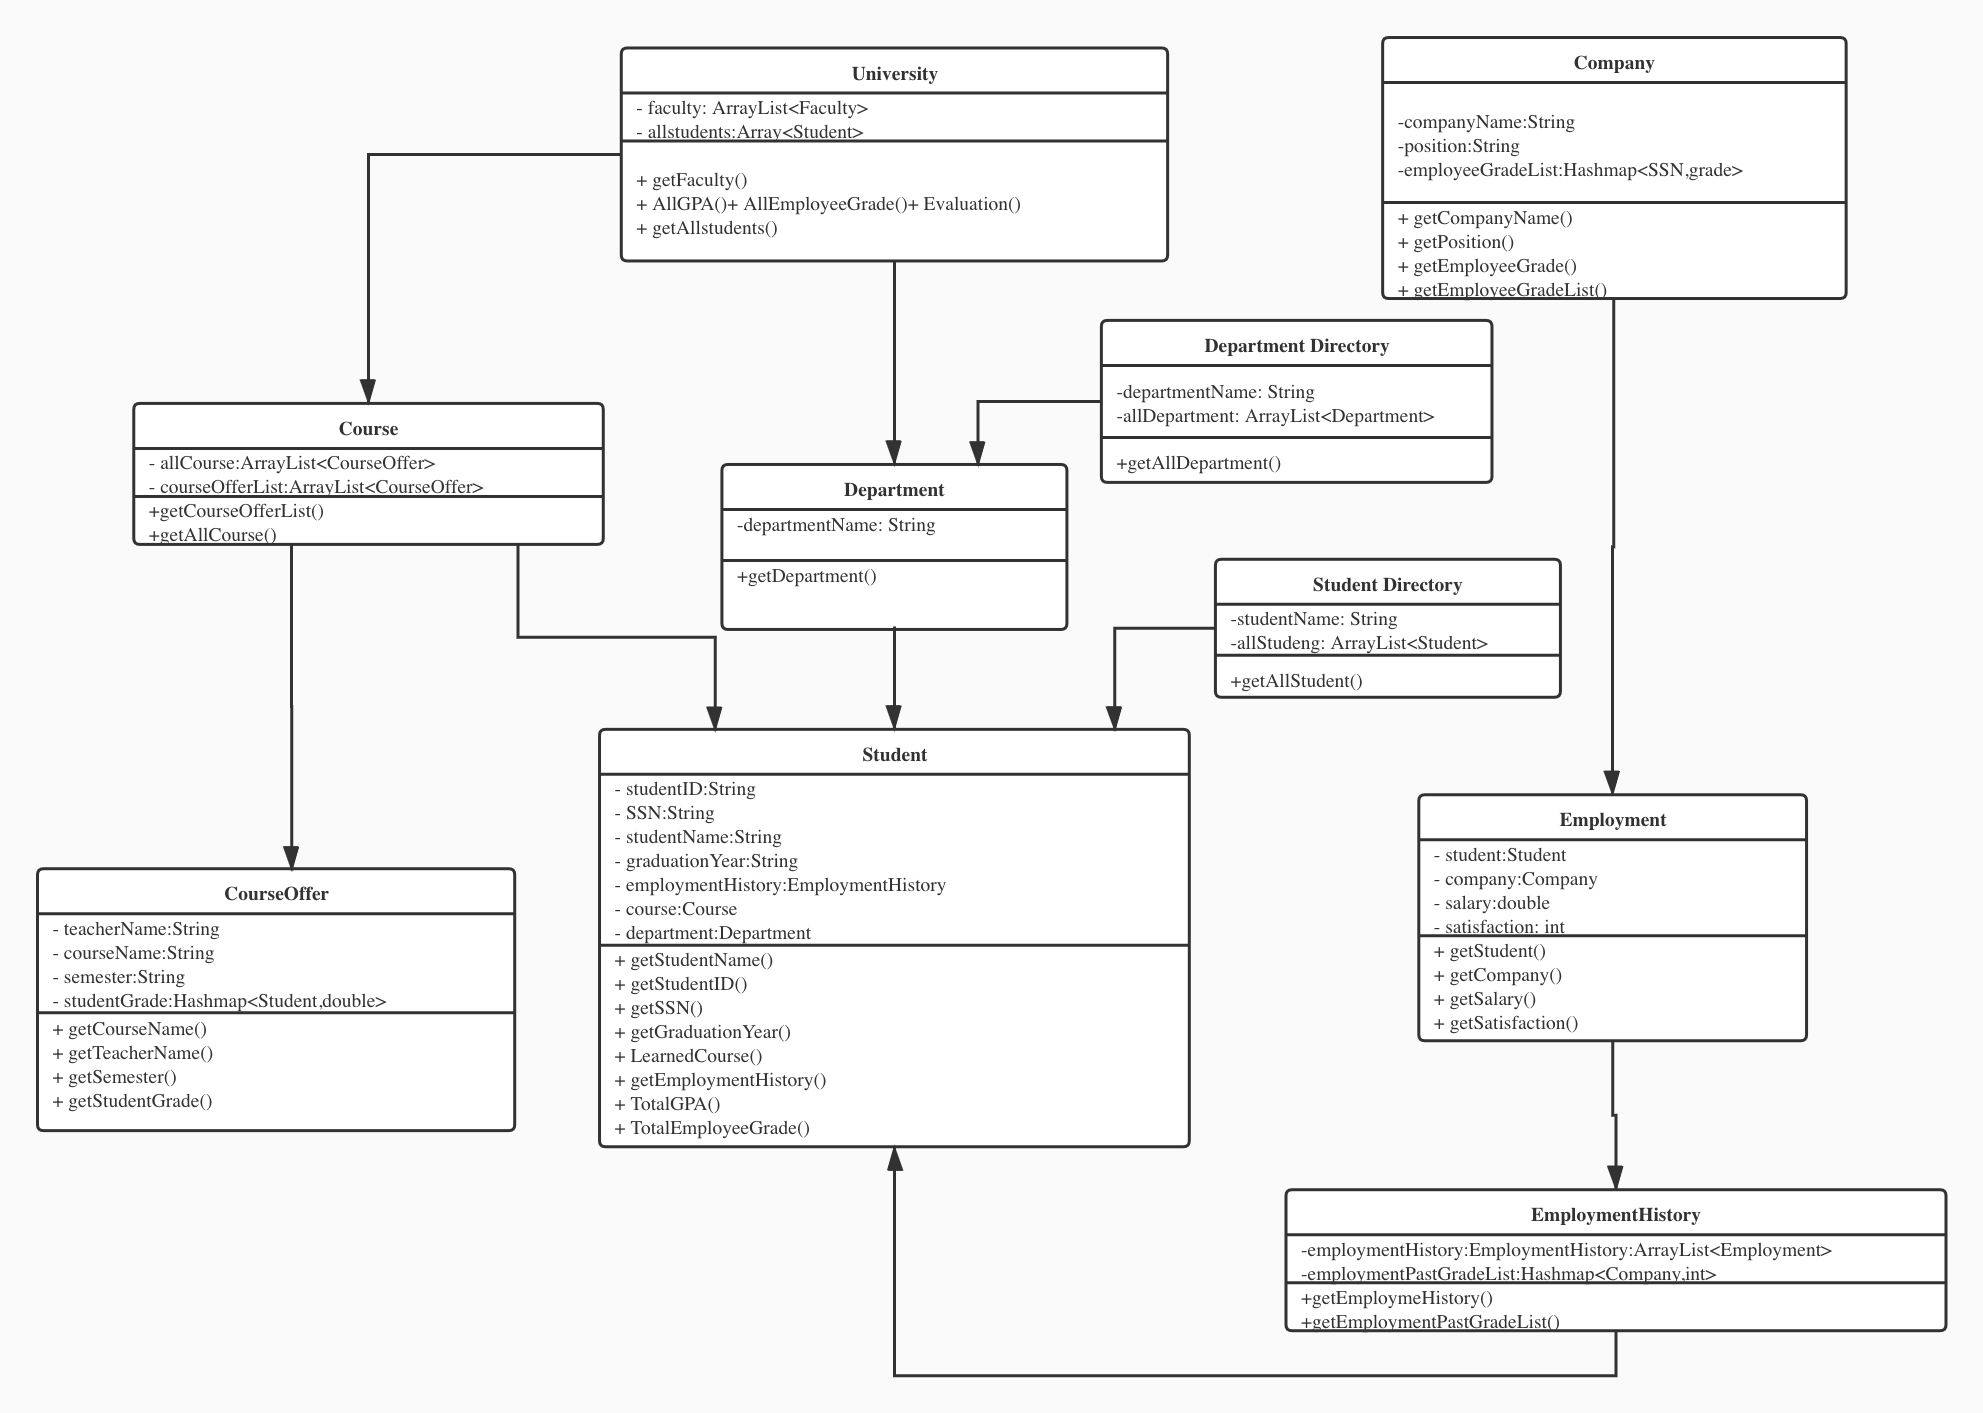 University
- faculty: ArrayList<Faculty>
- allstudents:Array<Student>
+ getFaculty()
+ AllGPA()+ AllEmployeeGrade()+ Evaluation()
+ getAllstudents()
Company
-companyName:String
-position:String
-employeeGradeList:Hashmap<SSN,grade>
+ getCompanyName()
+ getPosition()
+ getEmployeeGrade()
+ getEmployeeGradeList()
Department Directory
-departmentName: String
-allDepartment: ArrayList<Department>
+getAllDepartment()
Course
- allCourse:ArrayList<CourseOffer>
- courseOfferList:ArrayList<CourseOffer>
+getCourseOfferList()
+getAllCourse()
Department
-departmentName: String
+getDepartment()
Student Directory
-studentName: String
-allStudeng: ArrayList<Student>
+getAllStudent()
Student
- studentID:String
- SSN:String
- studentName:String
- graduationYear:String
- employmentHistory:EmploymentHistory
- course:Course
- department:Department
+ getStudentName()
+ getStudentID()
+ getSSN()
+ getGraduationYear()
+ LearnedCourse()
+ getEmploymentHistory()
+ TotalGPA()
+ TotalEmployeeGrade()
Employment
- student:Student
- company:Company
- salary:double
- satisfaction: int
+ getStudent()
+ getCompany()
+ getSalary()
+ getSatisfaction()
CourseOffer
- teacherName:String
- courseName:String
- semester:String
- studentGrade:Hashmap<Student,double>
+ getCourseName()
+ getTeacherName()
+ getSemester()
+ getStudentGrade()
EmploymentHistory
-employmentHistory:EmploymentHistory:ArrayList<Employment>
-employmentPastGradeList:Hashmap<Company,int>
+getEmploymeHistory()
+getEmploymentPastGradeList()